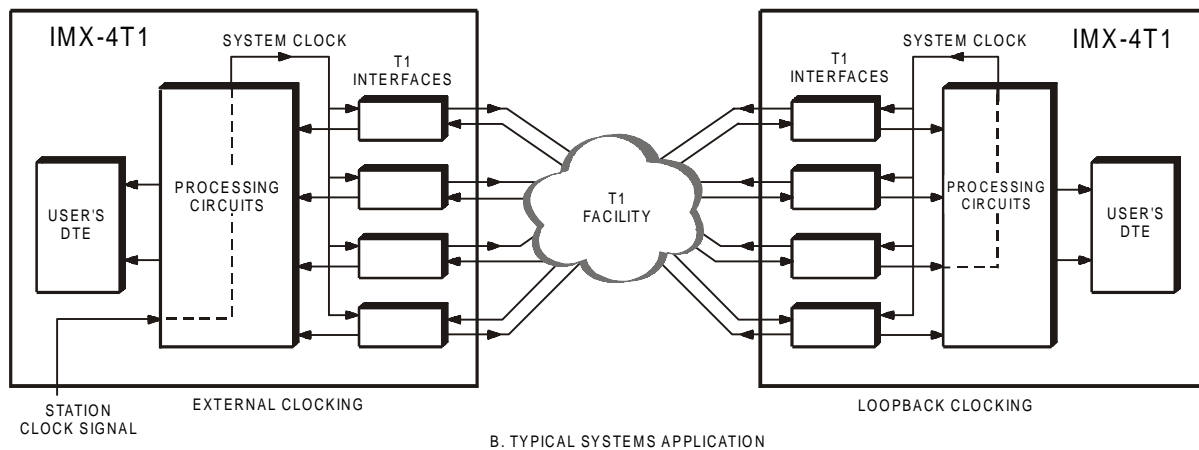 IMX-4T1
SYSTEM CLOCK
T1
INTERFACES
PROCESSING
CIRCUITS
USER'S
DTE
STATION
CLOCK SIGNAL
EXTERNAL CLOCKING
T1
FACILITY
IMX-4T1
SYSTEM CLOCK
T1
INTERFACES
PROCESSING
CIRCUITS
USER'S
DTE
LOOPBACK CLOCKING
B. TYPICAL SYSTEMS APPLICATION